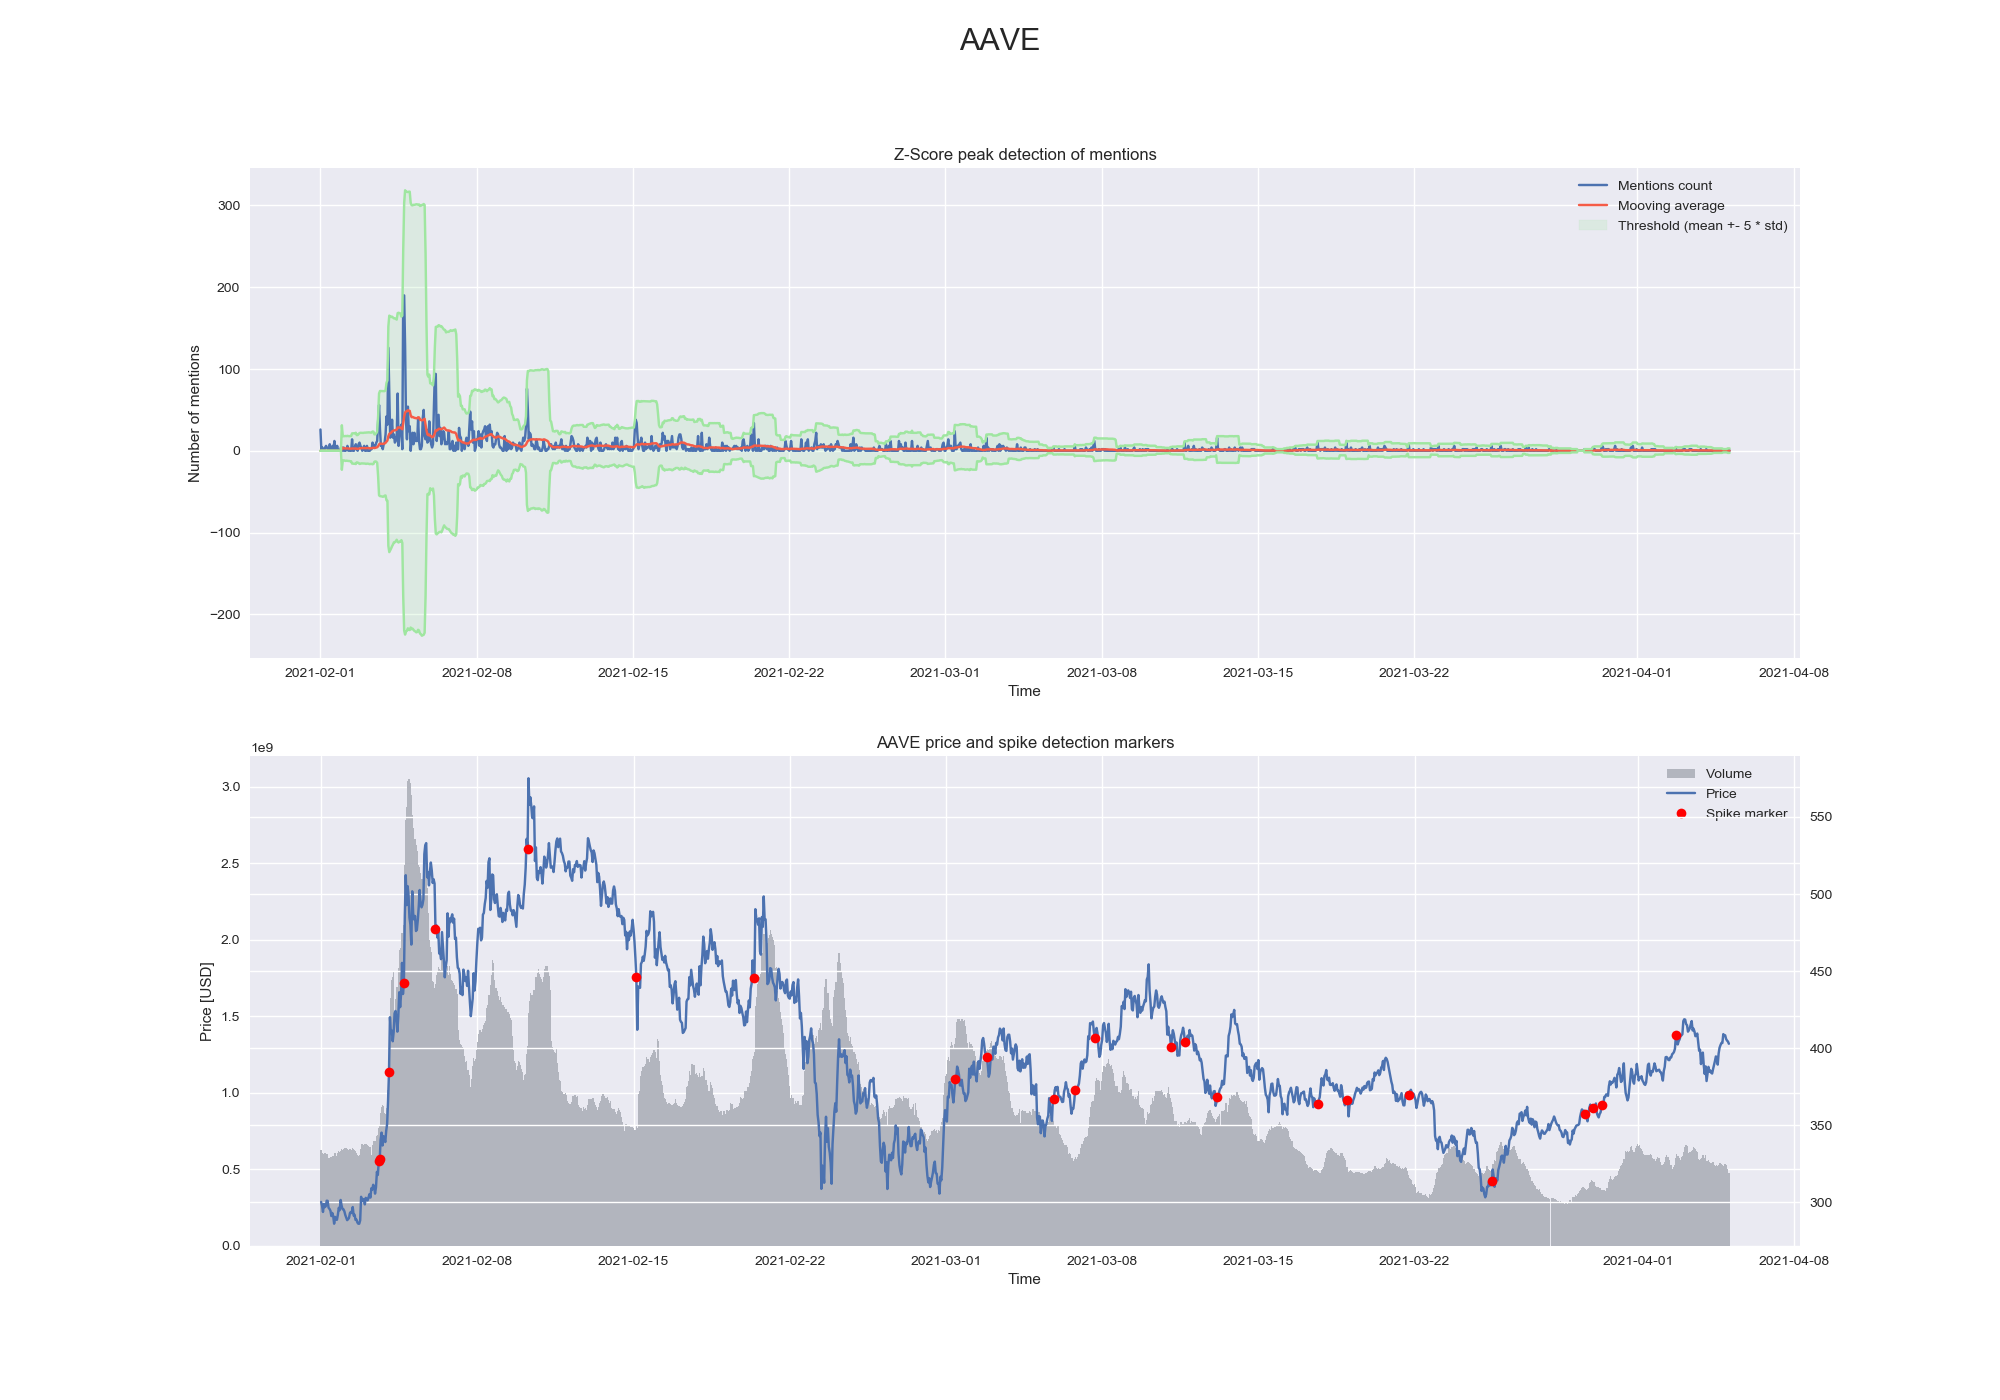 AAVE
Z-Score peak detection of mentions
Mentions count
Mooving average
Threshold (mean +- 5 * std)
Number of mentions
300
200
100
0
−100
−200
2021-02-01 2021-02-08 2021-02-15 2021-02-22 2021-03-01 2021-03-08 2021-03-15 2021-03-22 2021-04-01 2021-04-08
Time
AAVE price and spike detection markers
1e9
Volume
Price
Spike marker
Price [USD]
3.0
2.5
2.0
1.5
1.0
0.5
0.0
550
500
450
400
350
300
2021-02-01 2021-02-08 2021-02-15 2021-02-22 2021-03-01 2021-03-08 2021-03-15 2021-03-22 2021-04-01 2021-04-08
Time